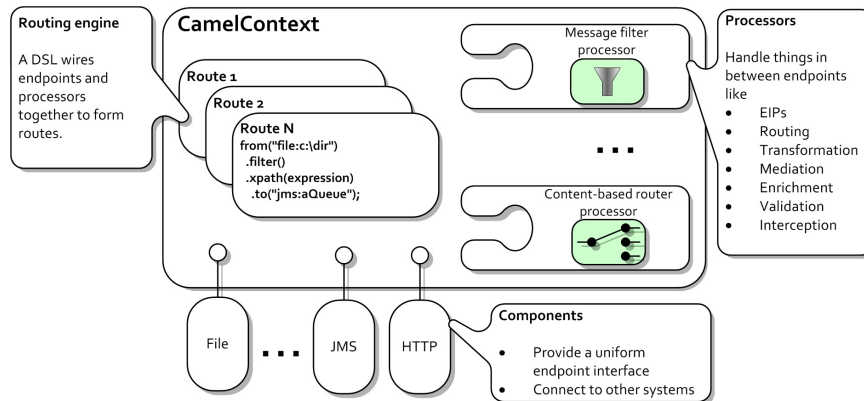 Routing engine
A DSL wires
endpoints and
processors
together to form
routes.
CamelContext
Route 1
Route 2
Route N
from("file:c:\dir")
.filter()
.xpath(expression)
.to("jms:aQueue");
Message filter
processor
Content-based router
processor
Processors
Handle things in
between endpoints
like
• EIPs
• Routing
• Transformation
• Mediation
• Enrichment
• Validation
• Interception
File
JMS
HTTP
Components
• Provide a uniform
endpoint interface
• Connect to other systems